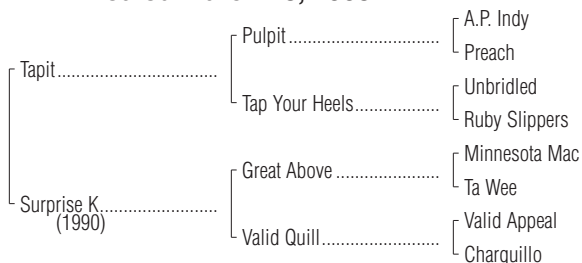 A.P. Indy
Pulpit
Preach
Tapit
Unbridled
Tap Your Heels
Ruby Slippers
Minnesota Mac
Great Above
Ta Wee
Surprise K.
(1990)
Valid Appeal
Valid Quill
Charquillo